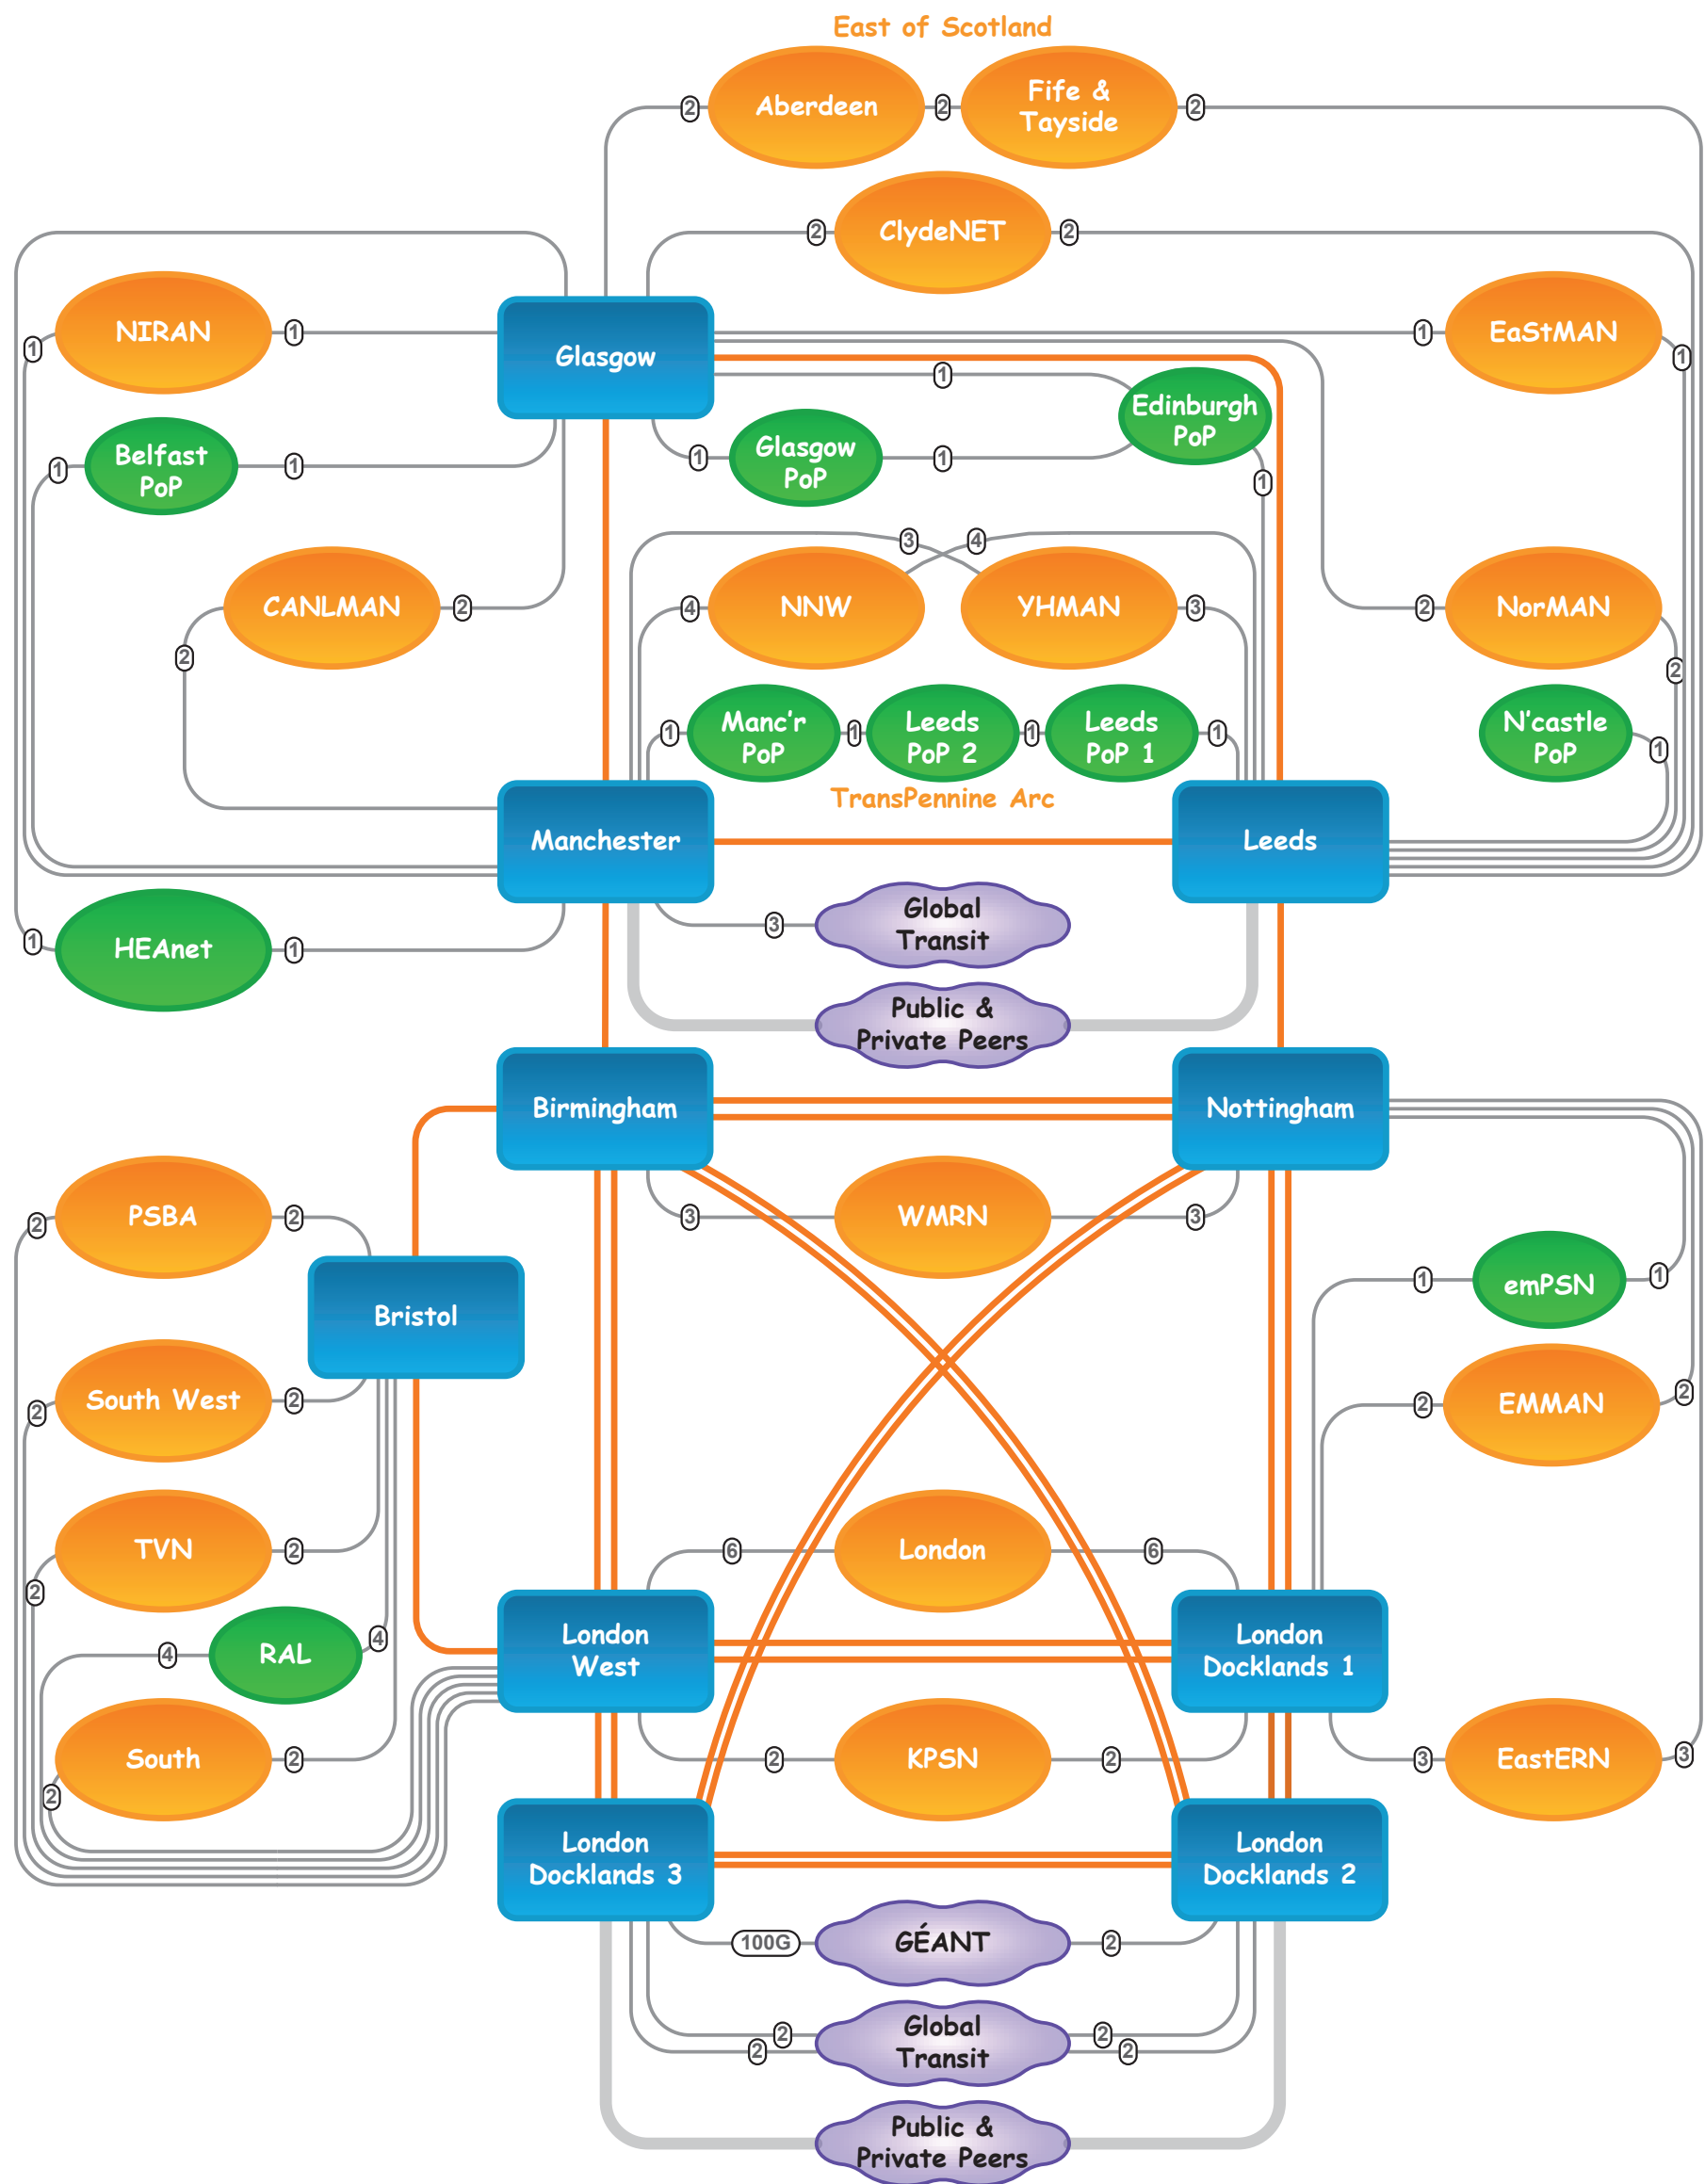 East of Scotland
2
Aberdeen
2
Fife &
Tayside
2
2
ClydeNET
2
1
NIRAN
1
Glasgow
1
EaStMAN
1
1
Edinburgh
PoP
1
Belfast
PoP
1
1
Glasgow
PoP
1
1
3
4
CANLMAN
2
4
NNW
YHMAN
3
2
NorMAN
2
2
1
Manc'r
PoP
1
Leeds
PoP 2
1
Leeds
PoP 1
1
N'castle
PoP
1
TransPennine Arc
Manchester
Leeds
1
HEAnet
1
3
Global
Transit
Public &
Private Peers
Birmingham
Nottingham
2
PSBA
2
3
WMRN
3
1
emPSN
1
Bristol
2
South West
2
2
EMMAN
2
TVN
2
2
6
London
6
4
RAL
4
London
West
London
Docklands 1
South
2
2
2
KPSN
2
3
EastERN
3
London
Docklands 3
London
Docklands 2
100G
GÉANT
2
2
2
Global
Transit
2
2
Public &
Private Peers